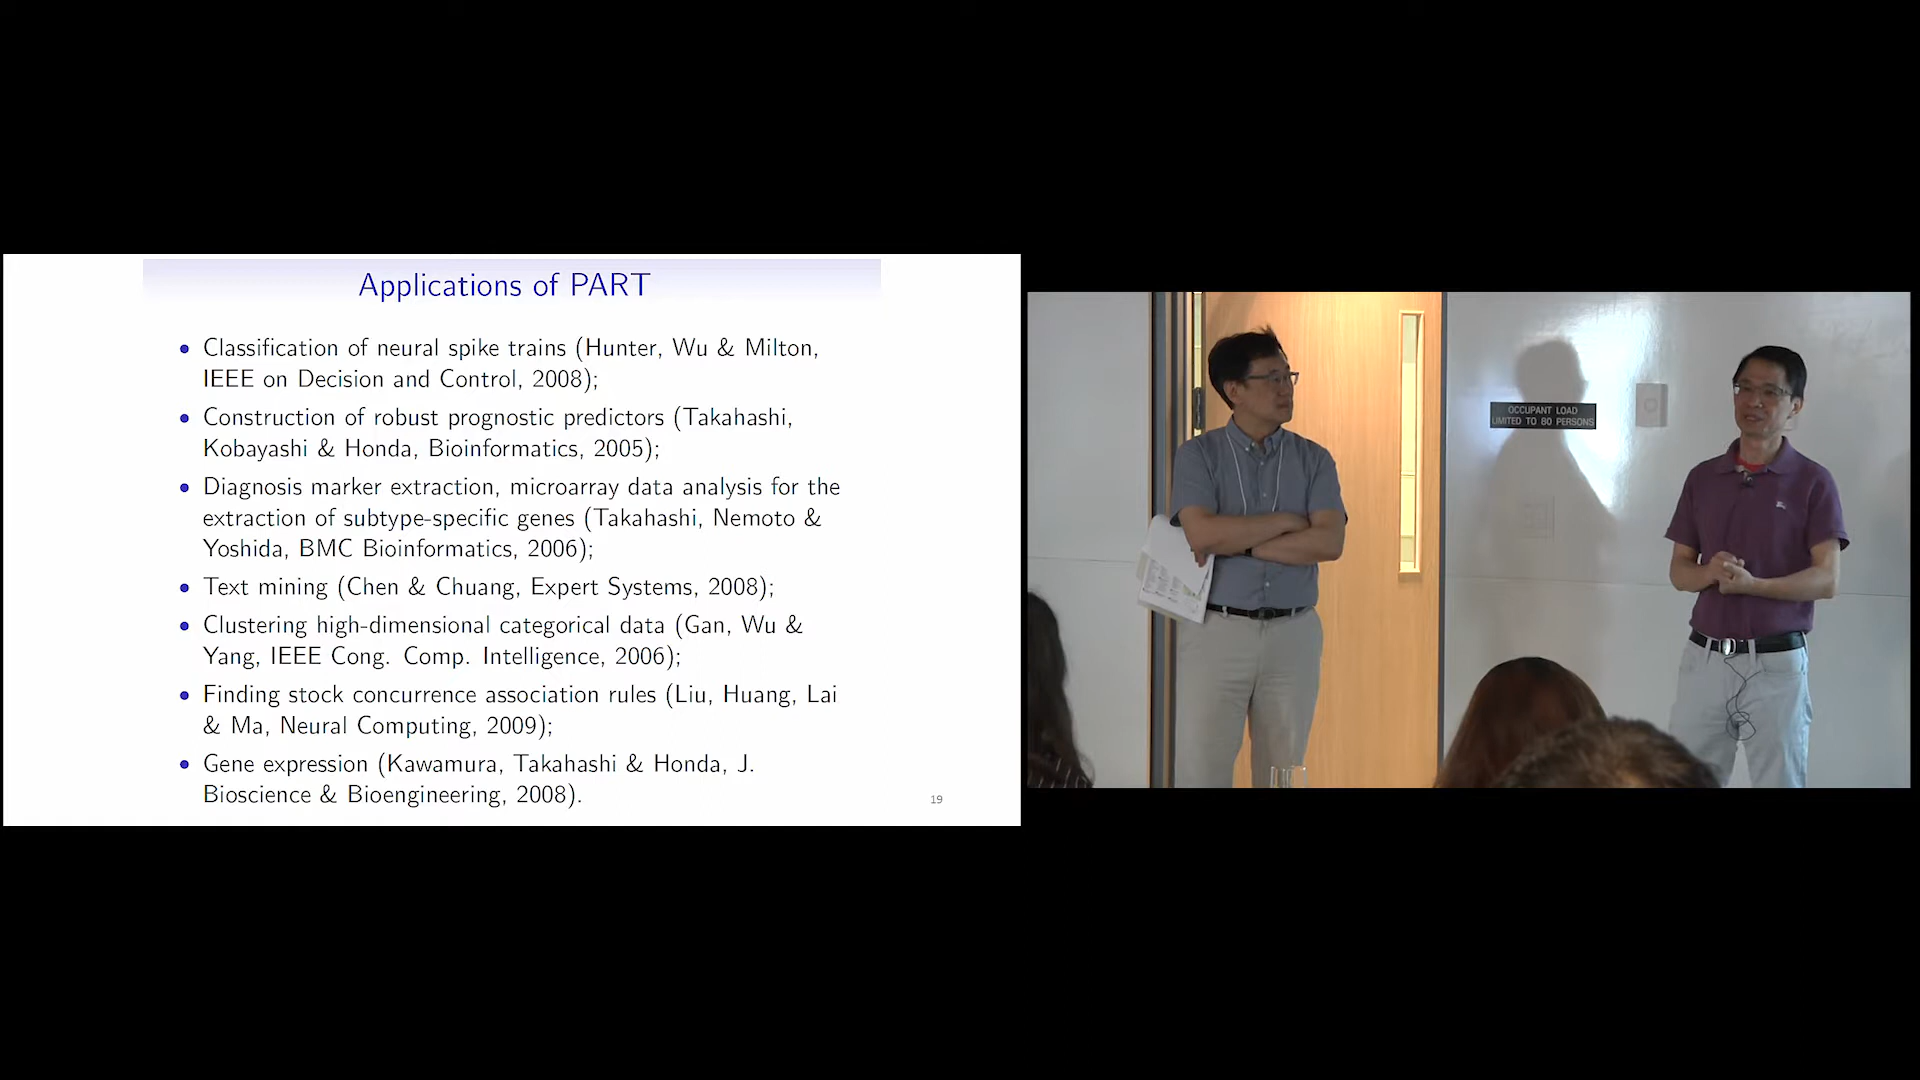 Applications of PART
• Classification of neural spike trains (Hunter, Wu & Milton,
IEEE on Decision and Control, 2008);
• Construction of robust prognostic predictors (Takahashi,
Kobayashi & Honda, Bioinformatics, 2005);
• Diagnosis marker extraction, microarray data analysis for the
extraction of subtype-specific genes (Takahashi, Nemoto &
Yoshida, BMC Bioinformatics, 2006);
• Text mining (Chen & Chuang, Expert Systems, 2008);
• Clustering high-dimensional categorical data (Gan, Wu &
Yang, IEEE Cong. Comp. Intelligence, 2006);
• Finding stock concurrence association rules (Liu, Huang, Lai
& Ma, Neural Computing, 2009);
• Gene expression (Kawamura, Takahashi & Honda, J.
Bioscience & Bioengineering, 2008).
19
OCCUPANT LOAD
LIMITED TO 80 PERSONS